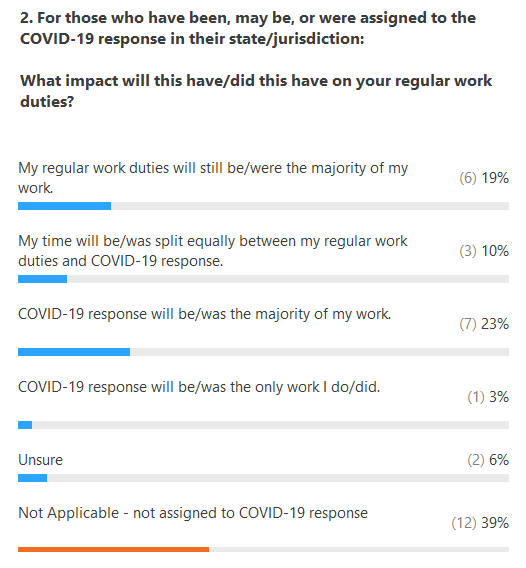 2. For those who have been, may be, or were assigned to the
COVID-19 response in their state/jurisdiction:
What impact will this have/did this have on your regular work
duties?
My regular work duties will still be/were the majority of my
work.
(6) 19%
My time will be/was split equally between my regular work
duties and COVID-19 response.
(3) 10%
COVID-19 response will be/was the majority of my work.
(7) 23%
COVID-19 response will be/was the only work I do/did.
(1) 3%
Unsure
(2) 6%
Not Applicable - not assigned to COVID-19 response
(12) 39%